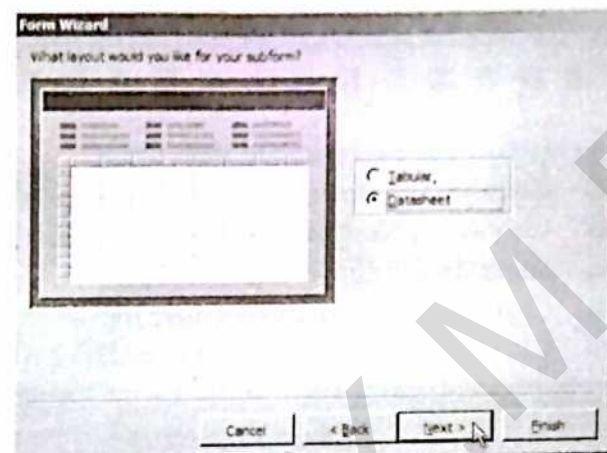 Form Wizard
What layout would you like for your subform?
Tabular
Datasheet
Cancel
< Back
Next >
Finish